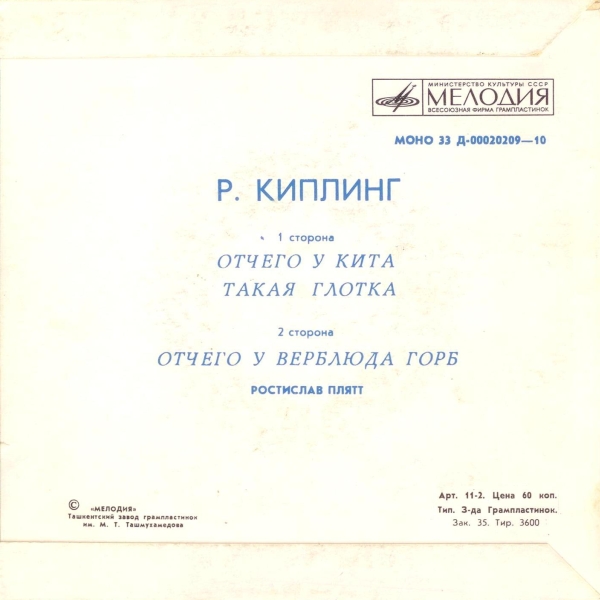 МИНИСТЕРСТВО КУЛЬТУРЫ СССР
МЕЛОДИЯ
ВСЕСОЮЗНАЯ ФИРМА ГРАМПЛАСТИНОК
МОНО 33 Д-00020209—10
Р. КИПЛИНГ
1 сторона
ОТЧЕГО У КИТА
ТАКАЯ ГЛОТКА
2 сторона
ОТЧЕГО У ВЕРБЛЮДА ГОРБ
РОСТИСЛАВ ПЛЯТТ
© «МЕЛОДИЯ»
Ташкентский завод грампластинок
им. М. Т. Ташмухамедова
Арт. 11-2. Цена 60 коп.
Тип. З-да Грампластинок.
Зак. 35. Тир. 3600